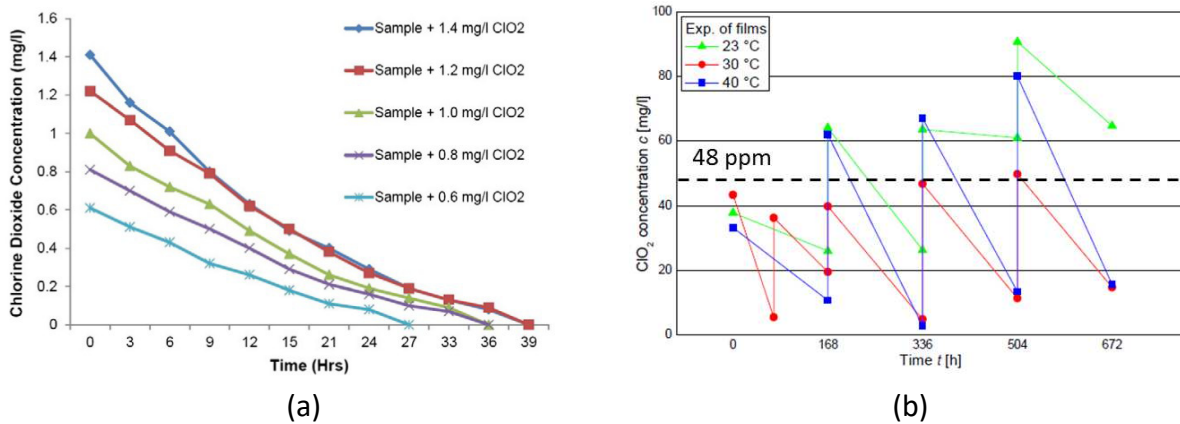 1.6
1.4
1.2
1
0.8
0.6
0.4
0.2
0
Chlorine Dioxide Concentration (mg/l)
0 3 6 9 12 15 21 24 27 33 36 39
Time (Hrs)
Sample + 1.4 mg/l ClO2
Sample + 1.2 mg/l ClO2
Sample + 1.0 mg/l ClO2
Sample + 0.8 mg/l ClO2
Sample + 0.6 mg/l ClO2
(a)
100
80
60
40
20
0
ClO₂ concentration c [mg/l]
Exp. of films
23 °C
30 °C
40 °C
48 ppm
0 168 336 504 672
Time t [h]
(b)